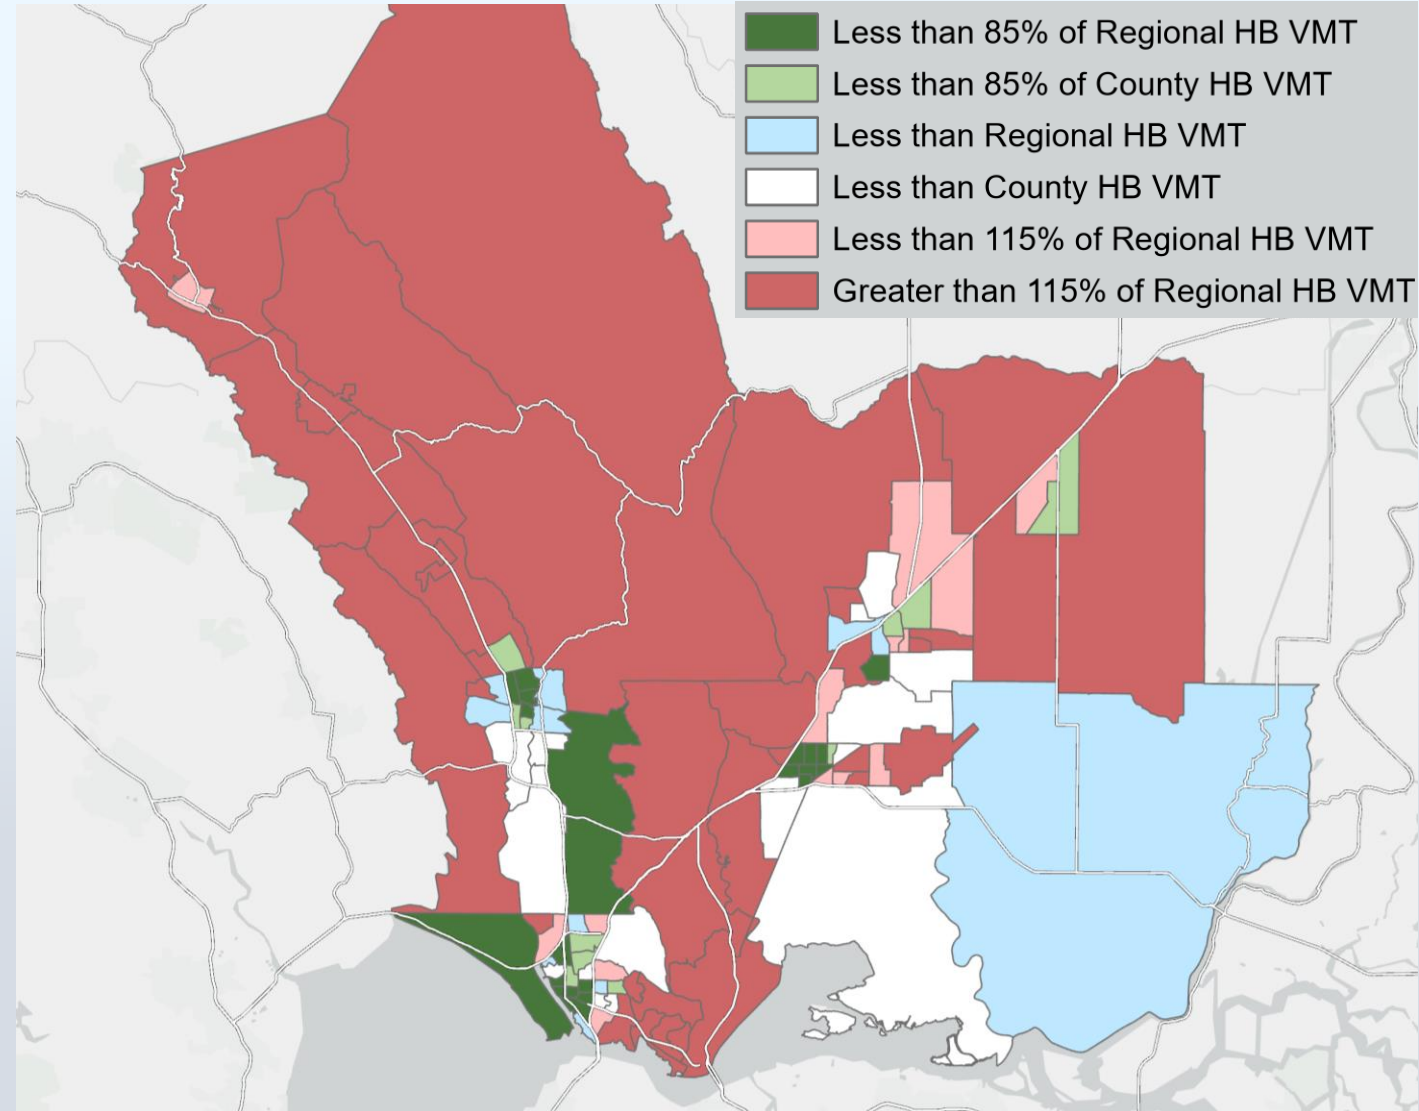 Less than 85% of Regional HB VMT
Less than 85% of County HB VMT
Less than Regional HB VMT
Less than County HB VMT
Less than 115% of Regional HB VMT
Greater than 115% of Regional HB VMT